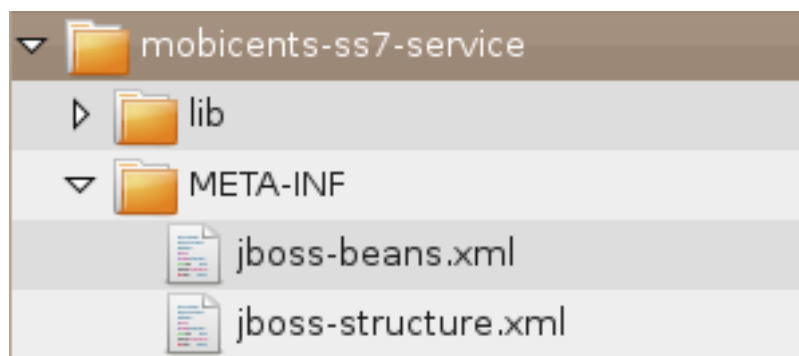 mobicents-ss7-service
lib
META-INF
jboss-beans.xml
jboss-structure.xml